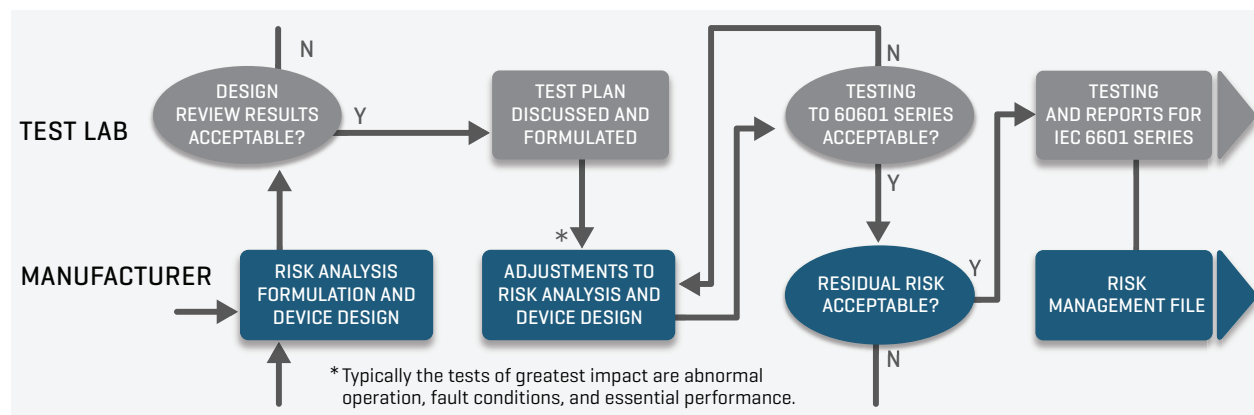 TEST LAB
N
DESIGN
REVIEW RESULTS
ACCEPTABLE?
Y
TEST PLAN
DISCUSSED AND
FORMULATED
N
TESTING
TO 60601 SERIES
ACCEPTABLE?
Y
TESTING
AND REPORTS FOR
IEC 6601 SERIES
MANUFACTURER
RISK ANALYSIS
FORMULATION AND
DEVICE DESIGN
*
ADJUSTMENTS TO
RISK ANALYSIS AND
DEVICE DESIGN
RESIDUAL RISK
ACCEPTABLE?
Y
N
RISK
MANAGEMENT FILE
* Typically the tests of greatest impact are abnormal
operation, fault conditions, and essential performance.